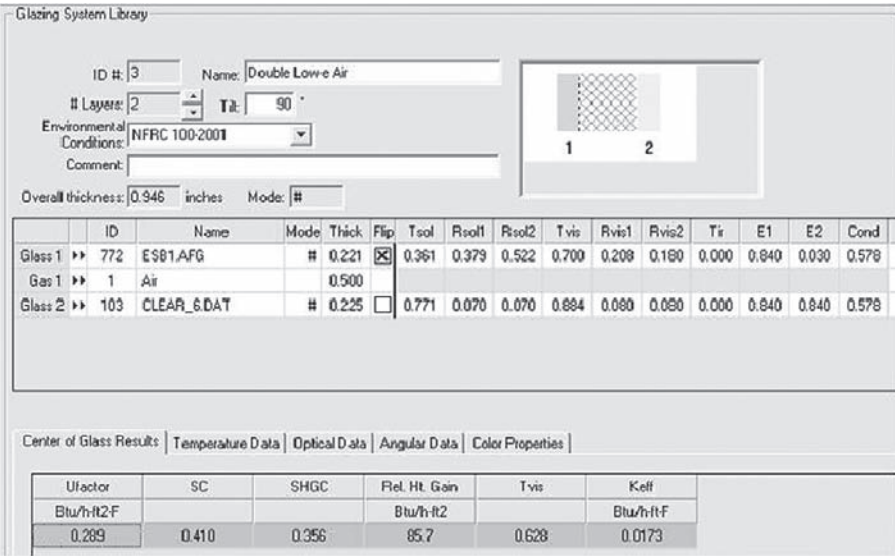 Glazing System Library
ID #: 3 Name: Double Low-e Air
# Layers: 2 Tilt: 90 °
Environmental Conditions: NFRC 100-2001
Comment:
Overall thickness: 0.946 inches Mode: #
1 2
ID Name Mode Thick Flip Tsol Rsol1 Rsol2 Tvis Rvis1 Rvis2 Tir E1 E2 Cond
Glass 1 ►► 772 ES81.AFG # 0.221 0.361 0.379 0.522 0.700 0.208 0.180 0.000 0.840 0.030 0.578
Gas 1 ►► 1 Air 0.500
Glass 2 ►► 103 CLEAR_6.DAT # 0.225 0.771 0.070 0.070 0.884 0.080 0.080 0.000 0.840 0.840 0.578
Center of Glass Results Temperature Data Optical Data Angular Data Color Properties
Ufactor SC SHGC Rel. Ht. Gain Tvis Keff
Btu/h-ft2-F Btu/h-ft2 Btu/h-ft-F
0.289 0.410 0.356 85.7 0.628 0.0173